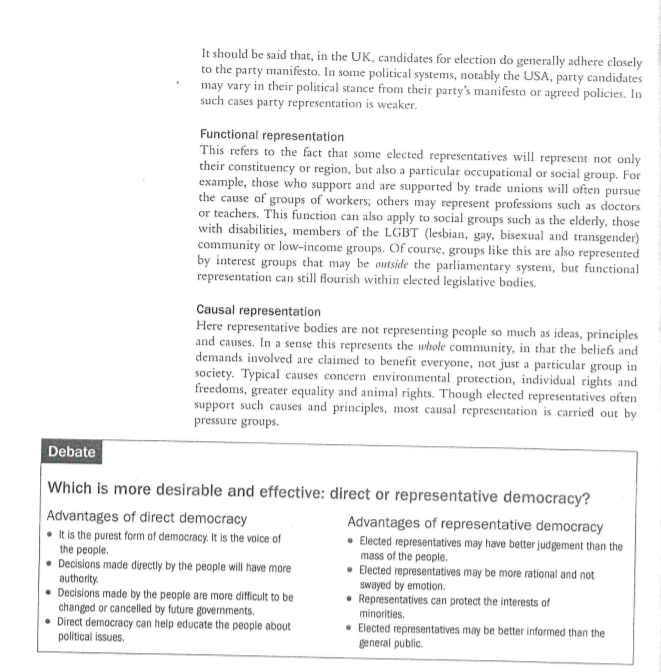 It should be said that, in the UK, candidates for election do generally adhere closely
to the party manifesto. In some political systems, notably the USA, party candidates
may vary in their political stance from their party's manifesto or agreed policies. In
such cases party representation is weaker.
Functional representation
This refers to the fact that some elected representatives will represent not only
their constituency or region, but also a particular occupational or social group. For
example, those who support and are supported by trade unions will often pursue
the cause of groups of workers; others may represent professions such as doctors
or teachers. This function can also apply to social groups such as the elderly, those
with disabilities, members of the LGBT (lesbian, gay, bisexual and transgender)
community or low-income groups. Of course, groups like this are also represented
by interest groups that may be outside the parliamentary system, but functional
representation can still flourish within elected legislative bodies.
Causal representation
Here representative bodies are not representing people so much as ideas, principles
and causes. In a sense this represents the whole community, in that the beliefs and
demands involved are claimed to benefit everyone, not just a particular group in
society. Typical causes concern environmental protection, individual rights and
freedoms, greater equality and animal rights. Though elected representatives often
support such causes and principles, most causal representation is carried out by
pressure groups.
Debate
Which is more desirable and effective: direct or representative democracy?
Advantages of direct democracy
• It is the purest form of democracy. It is the voice of
the people.
• Decisions made directly by the people will have more
authority.
• Decisions made by the people are more difficult to be
changed or cancelled by future governments.
• Direct democracy can help educate the people about
political issues.
Advantages of representative democracy
• Elected representatives may have better judgement than the
mass of the people.
• Elected representatives may be more rational and not
swayed by emotion.
• Representatives can protect the interests of
minorities.
• Elected representatives may be better informed than the
general public.